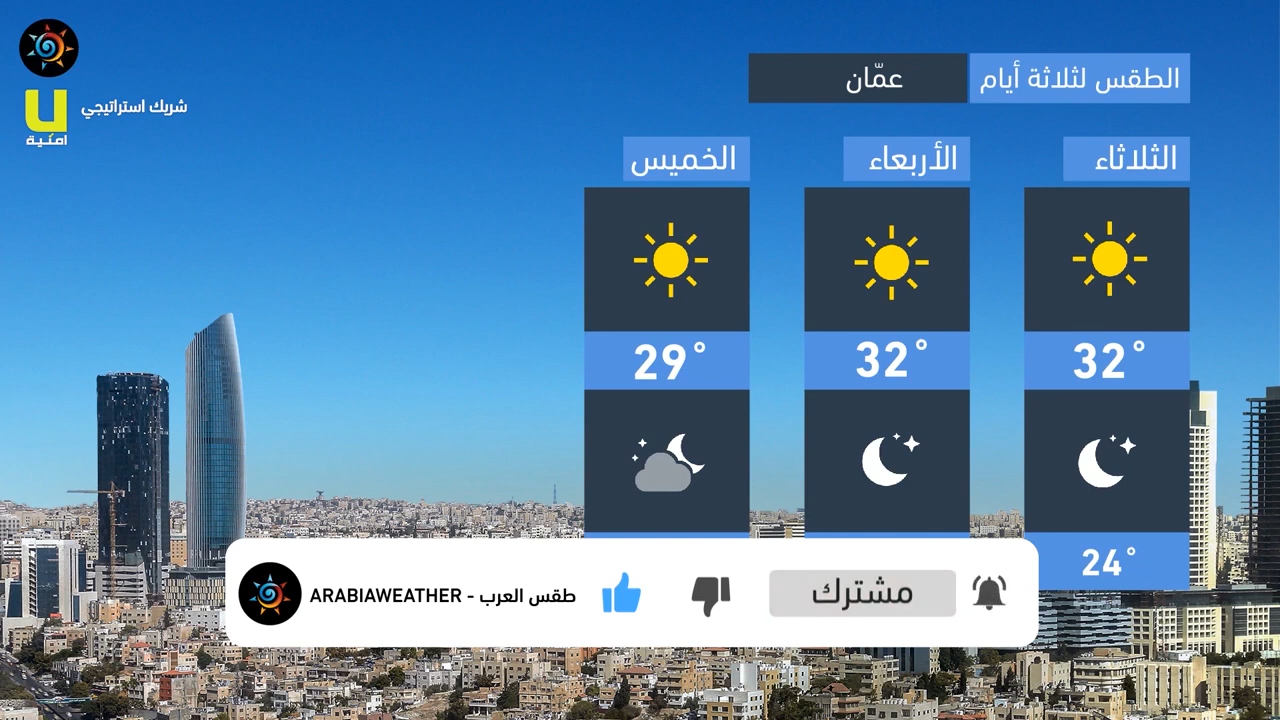 الطقس لثلاثة أيام
عمّان
شريك استراتيجي
U
امنية
الثلاثاء
الأربعاء
الخميس
32°
32°
29°
24°
طقس العرب - ARABIAWEATHER
مشترك